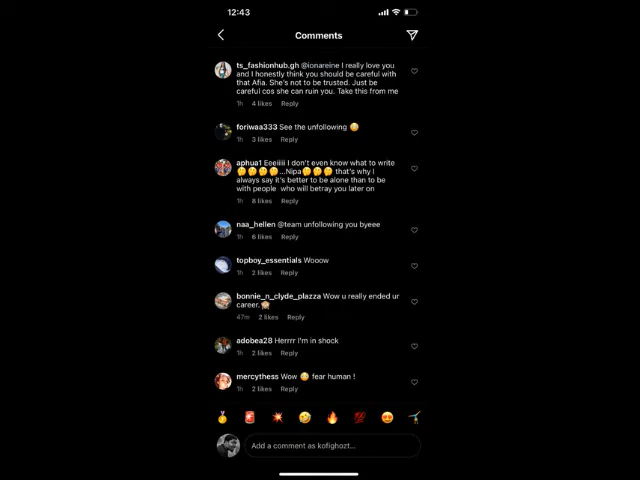 12:43
Comments
ts_fashionhub.gh @ionareine I really love you
and I honestly think you should be careful with
that Afia. She's not to be trusted. Just be
careful cos she can ruin you. Take this from me
1h 4 likes Reply
foriwaa333 See the unfollowing 😳
1h 3 likes Reply
aphua1 Eeeiiii I don't even know what to write
🤔🤔🤔🤔...Nipa🤔🤔🤔 that's why I
always say it's better to be alone than to be
with people who will betray you later on
1h 8 likes Reply
naa_hellen @team unfollowing you byeee
1h 6 likes Reply
topboy_essentials Wooow
1h 2 likes Reply
bonnie_n_clyde_plazza Wow u really ended ur
career.🙊
47m 2 likes Reply
adobea28 Herrrr I'm in shock
1h 2 likes Reply
mercythess Wow 😳 fear human !
1h 2 likes Reply
Add a comment as kofighozt...